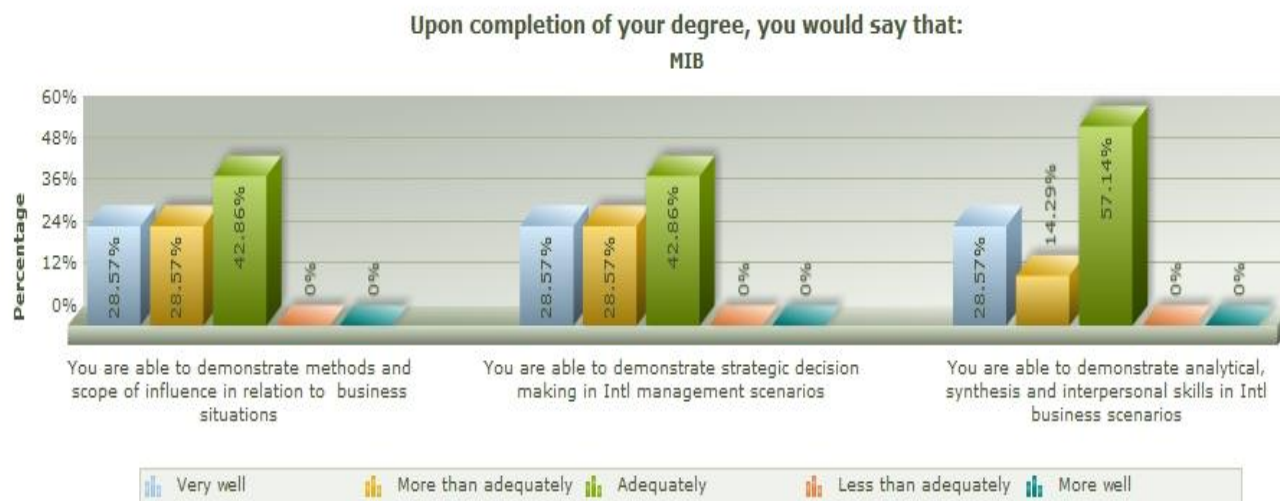 Upon completion of your degree, you would say that:
MIB
Percentage
60%
48%
36%
24%
12%
0%
28.57%
28.57%
42.86%
0%
0%
28.57%
28.57%
42.86%
0%
0%
28.57%
14.29%
57.14%
0%
0%
You are able to demonstrate methods and
scope of influence in relation to business
situations
You are able to demonstrate strategic decision
making in Intl management scenarios
You are able to demonstrate analytical,
synthesis and interpersonal skills in Intl
business scenarios
Very well More than adequately Adequately Less than adequately More well